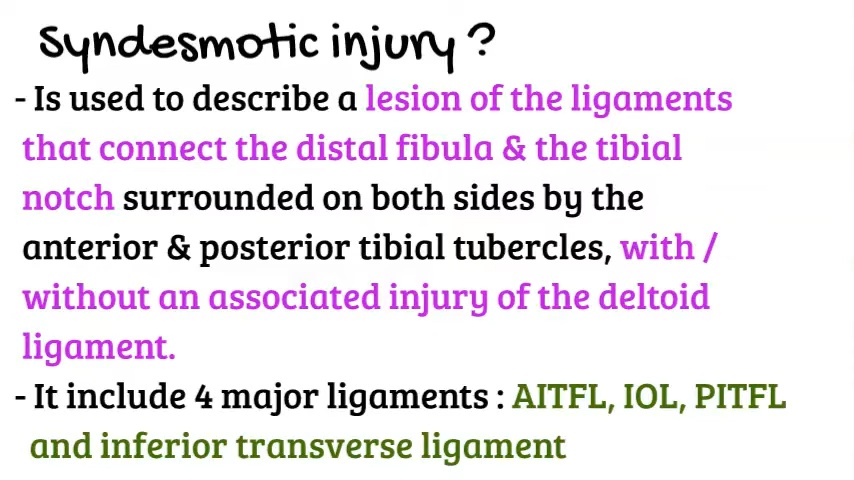 Syndesmotic injury ?
- Is used to describe a lesion of the ligaments
that connect the distal fibula & the tibial
notch surrounded on both sides by the
anterior & posterior tibial tubercles, with /
without an associated injury of the deltoid
ligament.
- It include 4 major ligaments : AITFL, IOL, PITFL
and inferior transverse ligament